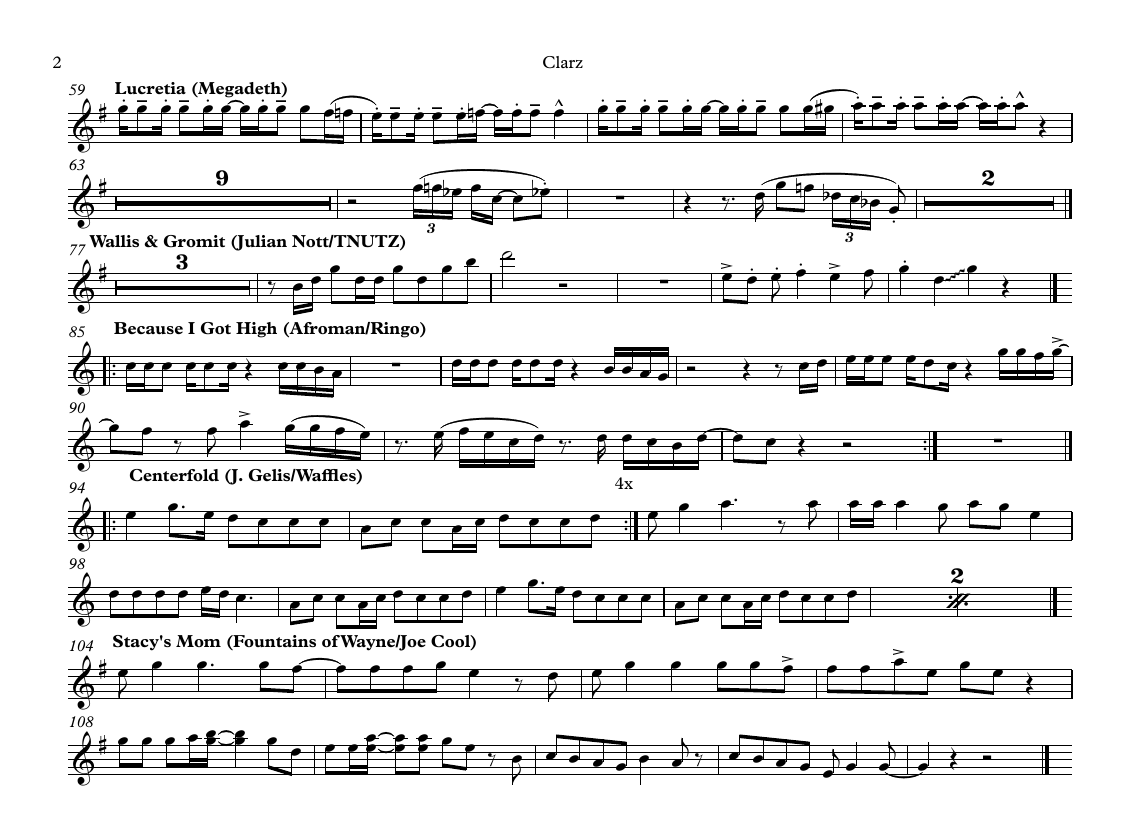 2
Clarz
59
Lucretia (Megadeth)
63
9
3
3
2
77
Wallis & Gromit (Julian Nott/TNUTZ)
3
85
Because I Got High (Afroman/Ringo)
90
94
Centerfold (J. Gelis/Waffles)
4x
98
2
104
Stacy's Mom (Fountains of Wayne/Joe Cool)
108